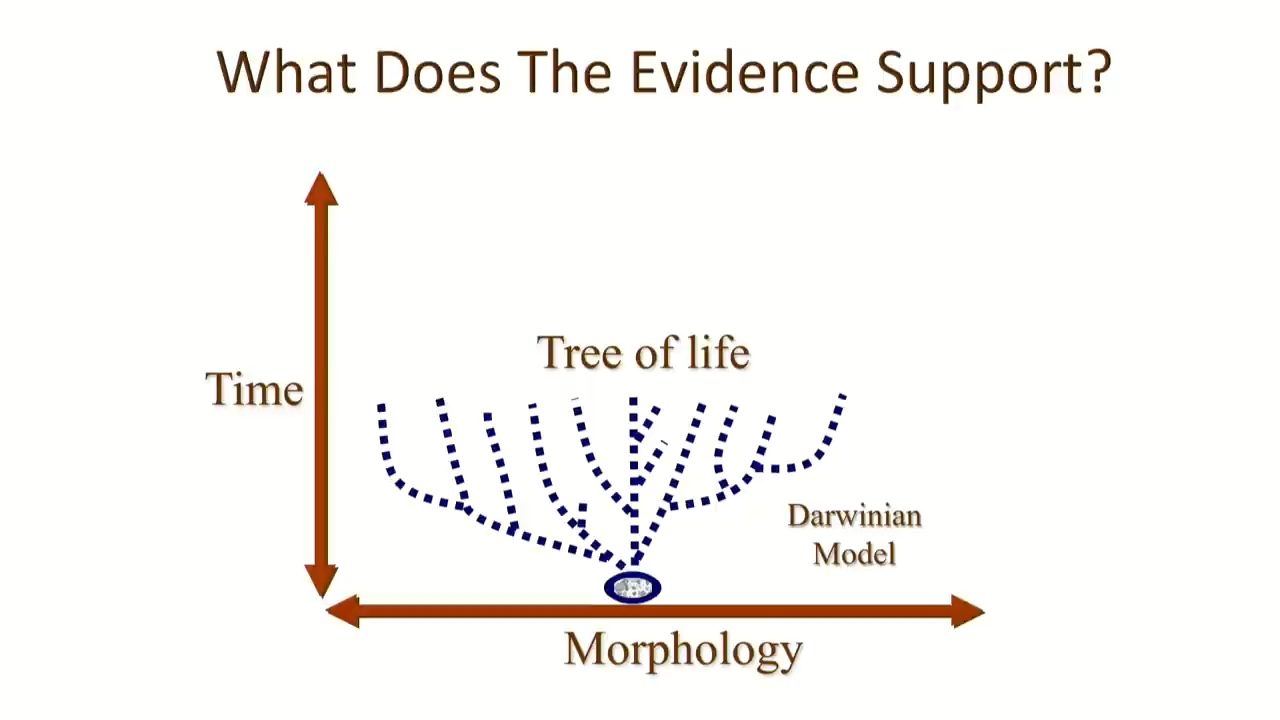 What Does The Evidence Support?
Tree of life
Time
Darwinian
Model
Morphology